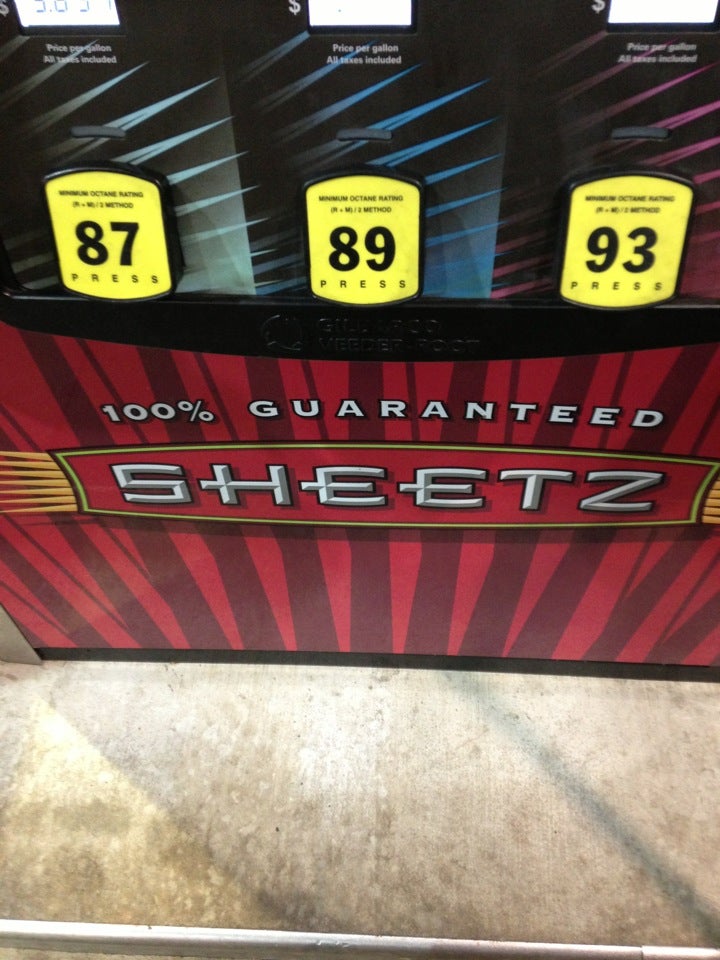 $ $ $
Price per gallon
All taxes included
Price per gallon
All taxes included
Price per gallon
All taxes included
MINIMUM OCTANE RATING
(R+M)/2 METHOD
87
PRESS
MINIMUM OCTANE RATING
(R+M)/2 METHOD
89
PRESS
MINIMUM OCTANE RATING
(R+M)/2 METHOD
93
PRESS
GILBARCO
VEEDER-ROOT
100% GUARANTEED
SHEETZ